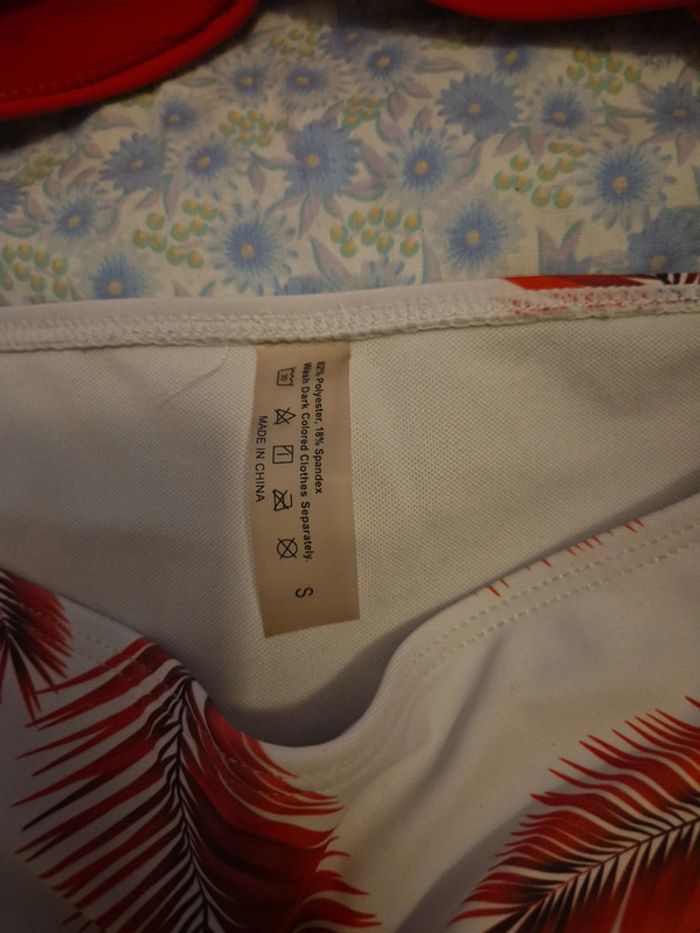 82% Polyester, 18% Spandex
Wash Dark Colored Clothes Separately.
30
MADE IN CHINA
S